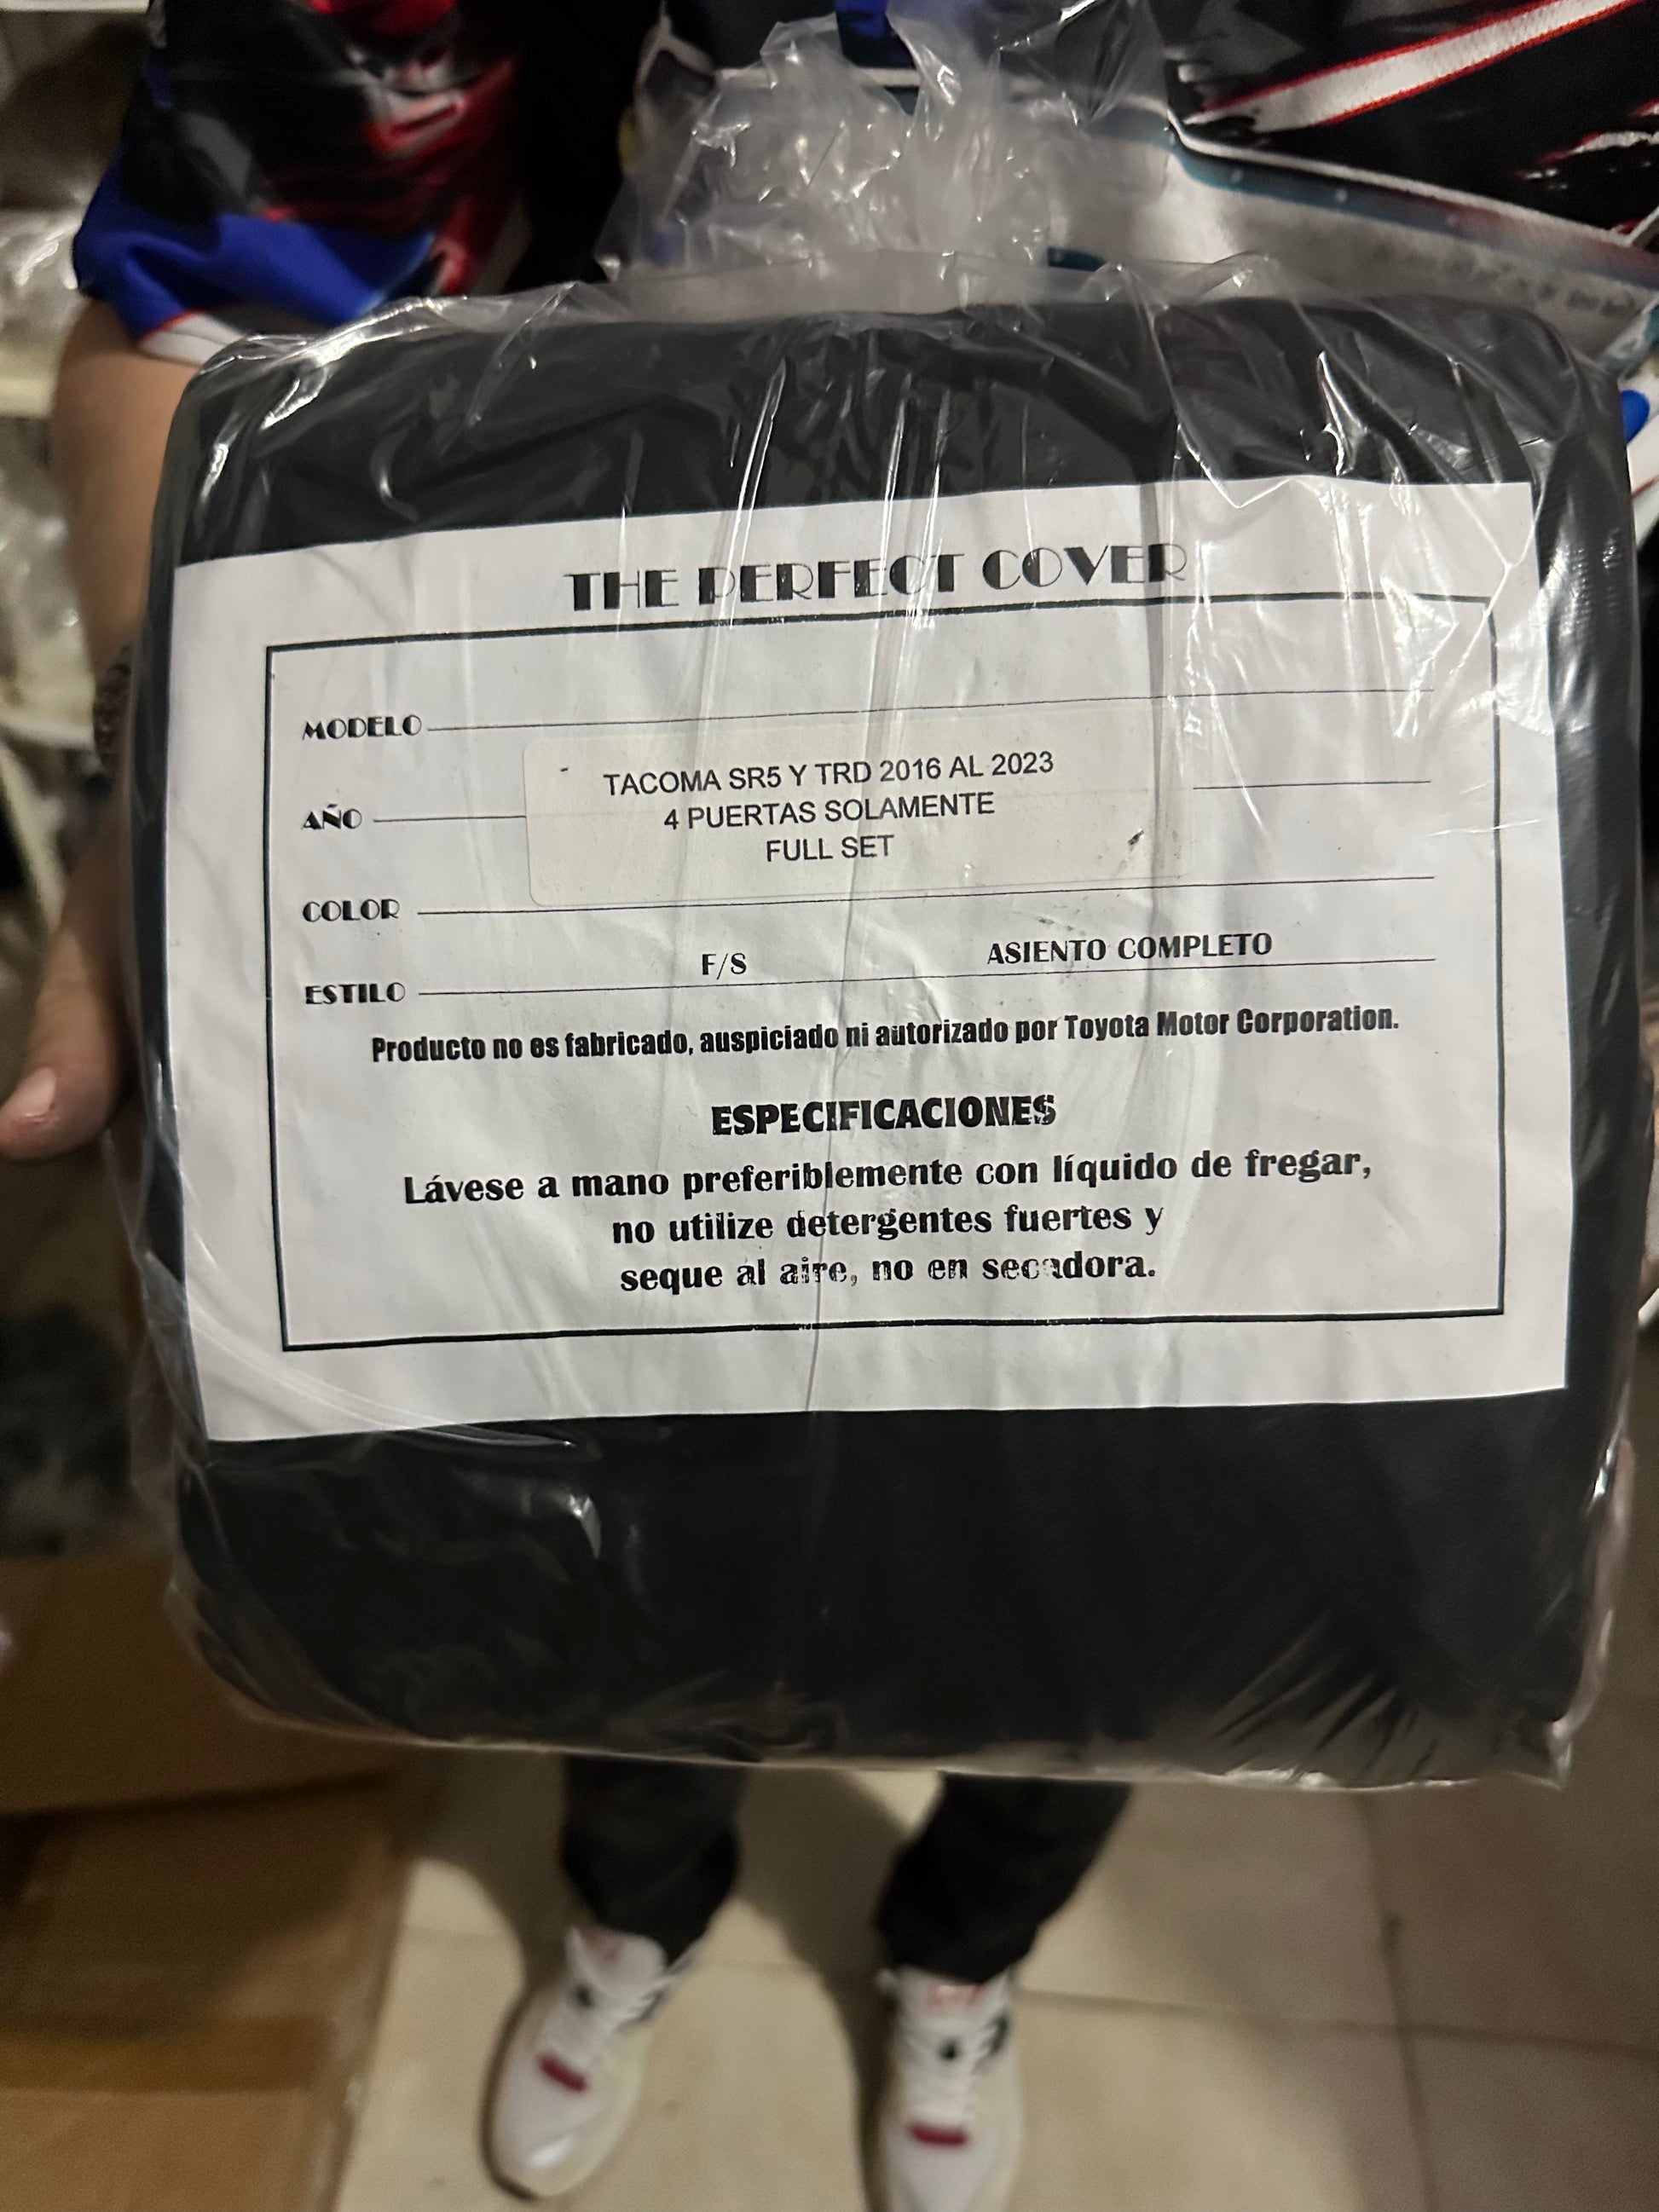 THE PERFECT COVER
MODELO
TACOMA SR5 Y TRD 2016 AL 2023
AÑO
4 PUERTAS SOLAMENTE
FULL SET
COLOR
ESTILO F/S ASIENTO COMPLETO
Producto no es fabricado, auspiciado ni autorizado por Toyota Motor Corporation.
ESPECIFICACIONES
Lávese a mano preferiblemente con líquido de fregar,
no utilize detergentes fuertes y
seque al aire, no en secadora.